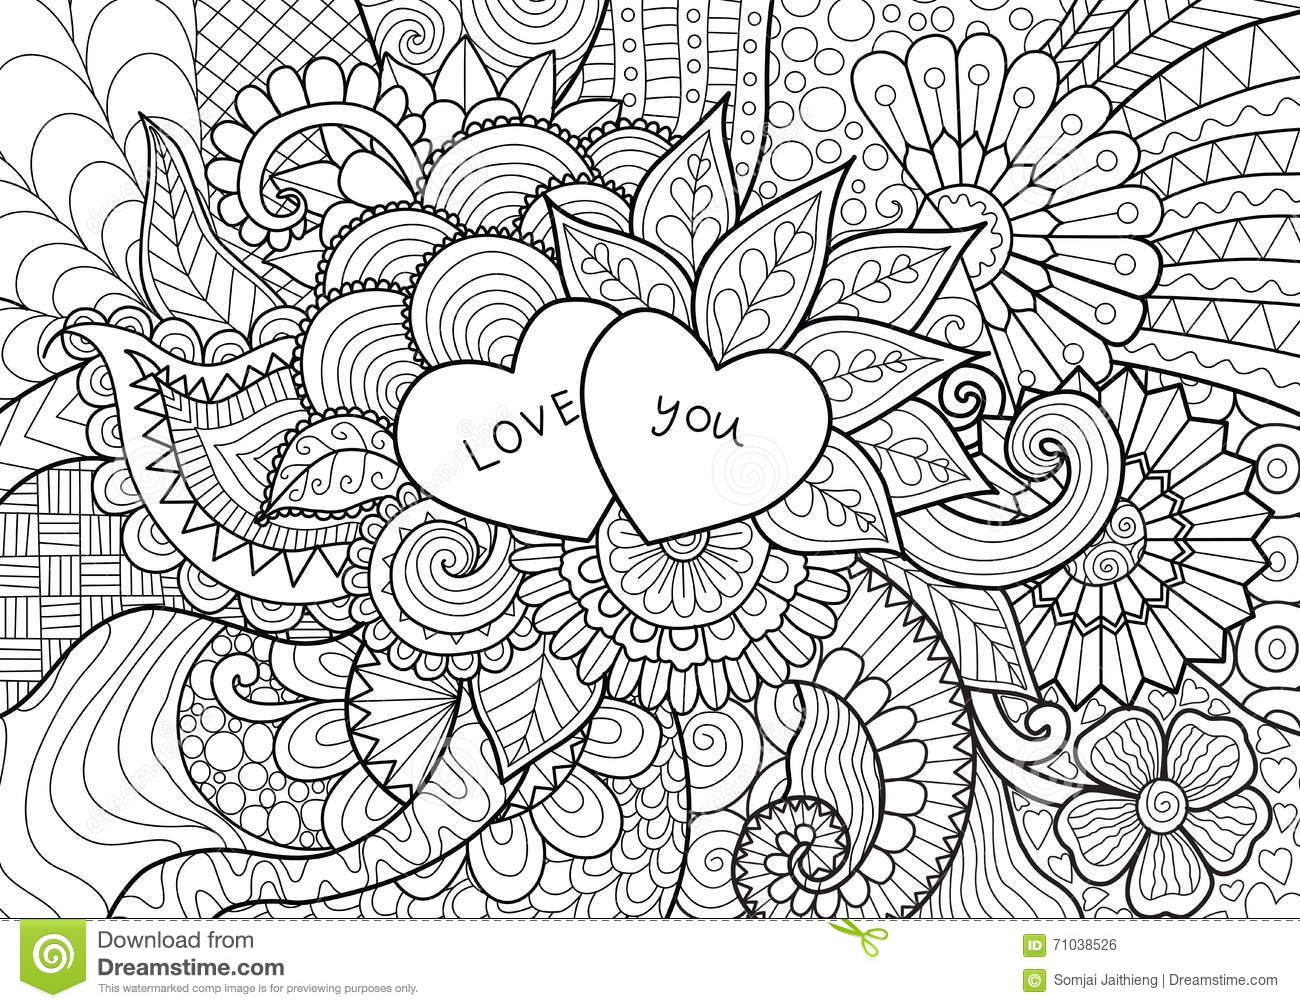 LOVE
you
Download from
Dreamstime.com
This watermarked comp image is for previewing purposes only.
ID 71038526
© Somjai Jaithieng | Dreamstime.com